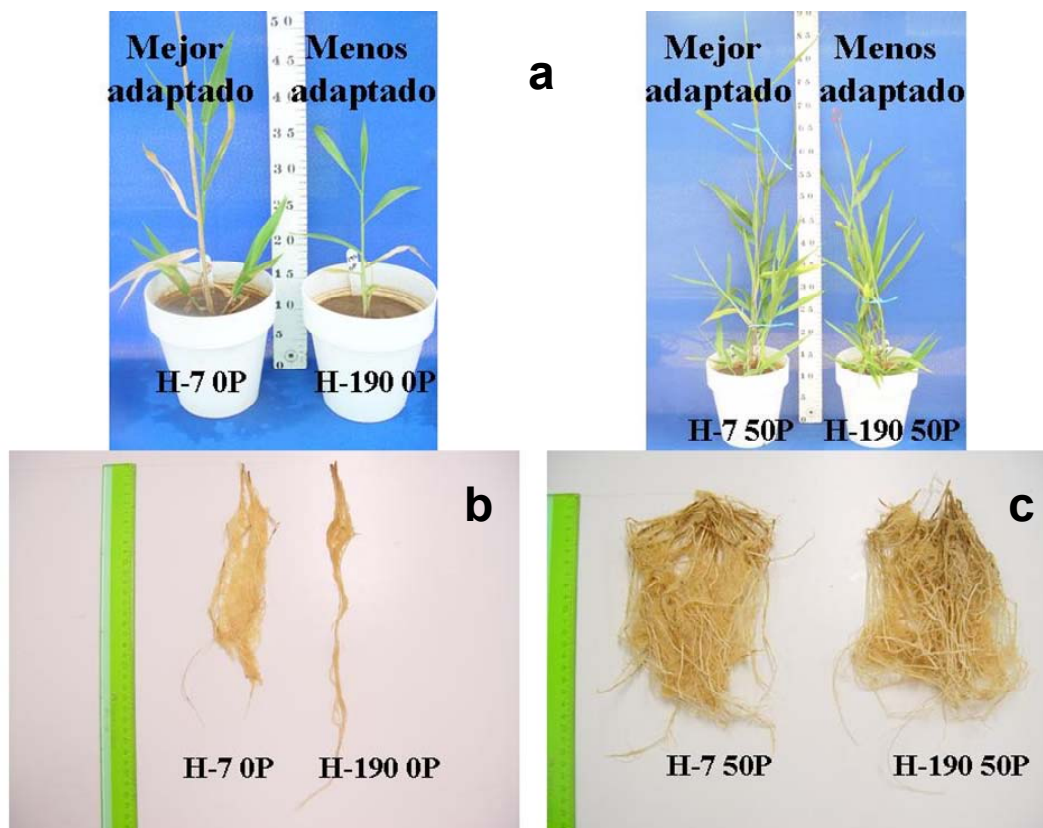 Mejor
adaptado
Menos
adaptado
H-7 0P
H-190 0P
a
Mejor
adaptado
Menos
adaptado
H-7 50P
H-190 50P
b
H-7 0P
H-190 0P
c
H-7 50P
H-190 50P